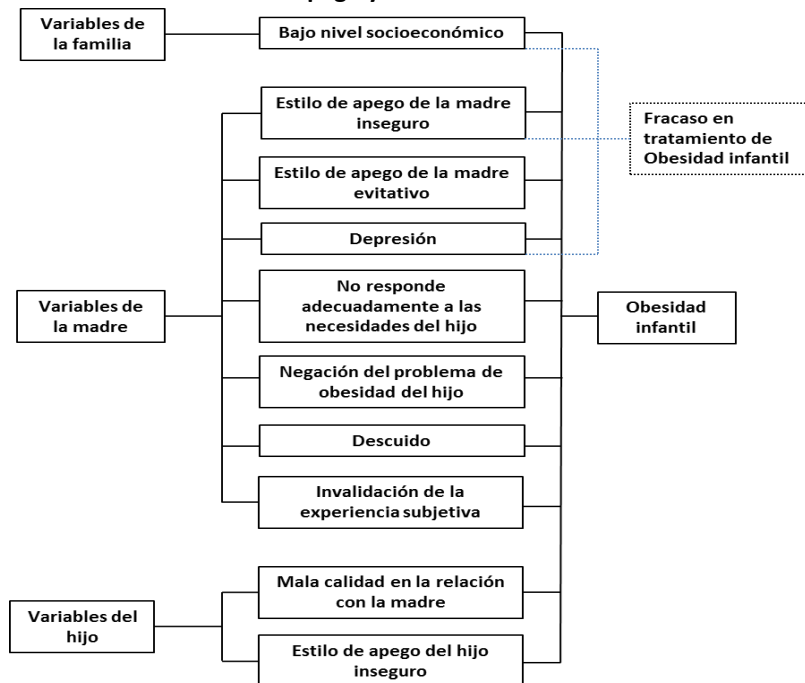 Variables de
la familia
Bajo nivel socioeconómico
Estilo de apego de la madre
inseguro
Fracaso en
tratamiento de
Obesidad infantil
Estilo de apego de la madre
evitativo
Depresión
Variables de
la madre
No responde
adecuadamente a las
necesidades del hijo
Obesidad
infantil
Negación del problema de
obesidad del hijo
Descuido
Invalidación de la
experiencia subjetiva
Variables del
hijo
Mala calidad en la relación
con la madre
Estilo de apego del hijo
inseguro